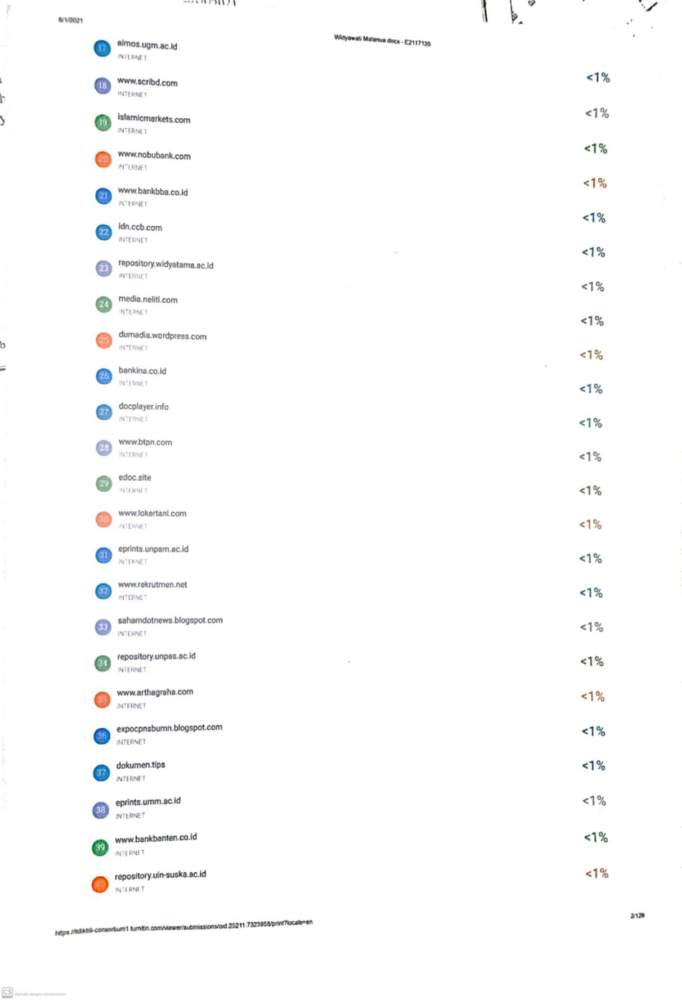 6/1/2021
Widyawati Malanua.docx - E2117135
17 aimos.ugm.ac.id
INTERNET
<1%
18 www.scribd.com
INTERNET
<1%
19 islamicmarkets.com
INTERNET
<1%
20 www.nobubank.com
INTERNET
<1%
21 www.bankbba.co.id
INTERNET
<1%
22 idn.ccb.com
INTERNET
<1%
23 repository.widyatama.ac.id
INTERNET
<1%
24 media.neliti.com
INTERNET
<1%
25 dumadia.wordpress.com
INTERNET
<1%
26 bankina.co.id
INTERNET
<1%
27 docplayer.info
INTERNET
<1%
28 www.btpn.com
INTERNET
<1%
29 edoc.site
INTERNET
<1%
30 www.lokertani.com
INTERNET
<1%
31 eprints.unpam.ac.id
INTERNET
<1%
32 www.rekrutmen.net
INTERNET
<1%
33 sahamdotnews.blogspot.com
INTERNET
<1%
34 repository.unpas.ac.id
INTERNET
<1%
35 www.arthagraha.com
INTERNET
<1%
36 expocpnsbumn.blogspot.com
INTERNET
<1%
37 dokumen.tips
INTERNET
<1%
38 eprints.umm.ac.id
INTERNET
<1%
39 www.bankbanten.co.id
INTERNET
<1%
40 repository.uin-suska.ac.id
INTERNET
<1%
https://lldikti9-consortium1.turnitin.com/viewer/submissions/oid:25211:7323958/print?locale=en
2/129
CS Dipindai dengan CamScanner